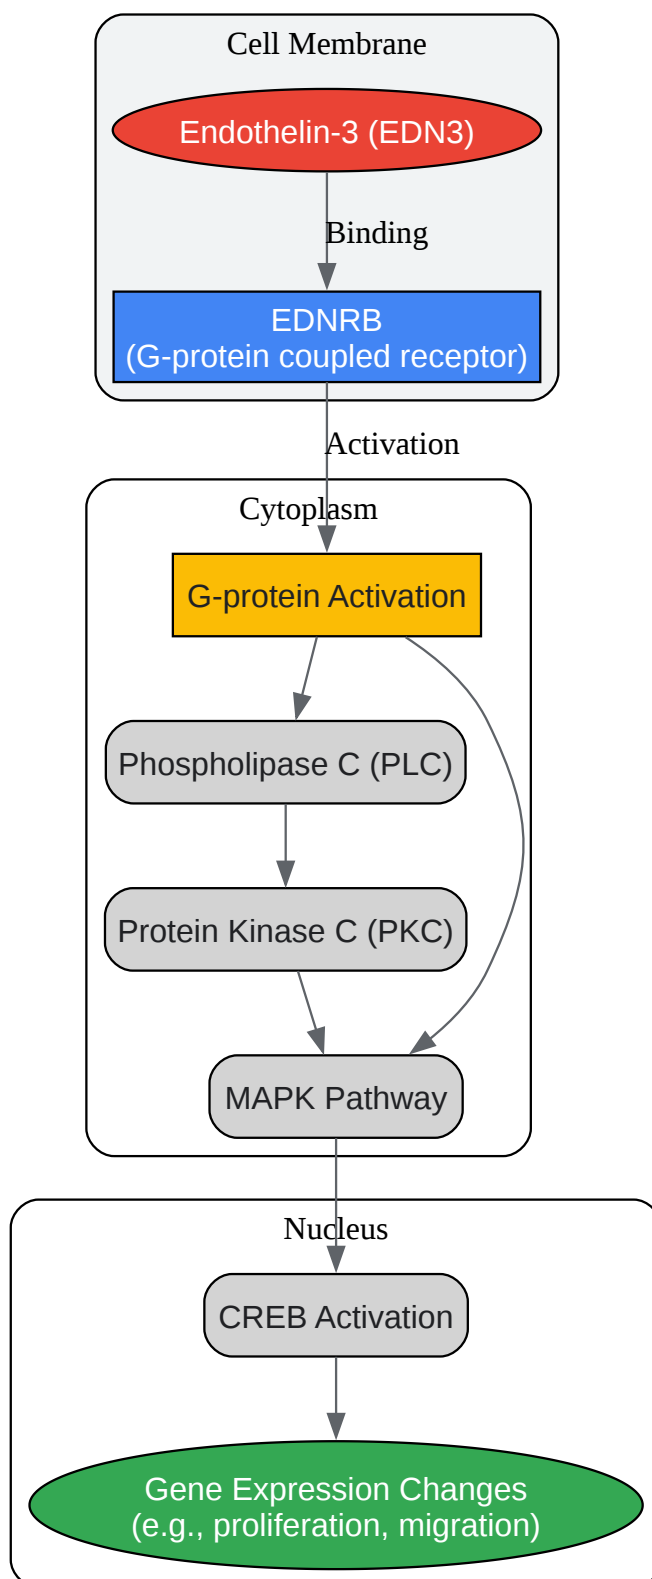 Cell Membrane
Endothelin-3 (EDN3)
Binding
EDNRB
(G-protein coupled receptor)
Activation
Cytoplasm
G-protein Activation
Phospholipase C (PLC)
Protein Kinase C (PKC)
MAPK Pathway
Nucleus
CREB Activation
Gene Expression Changes
(e.g., proliferation, migration)